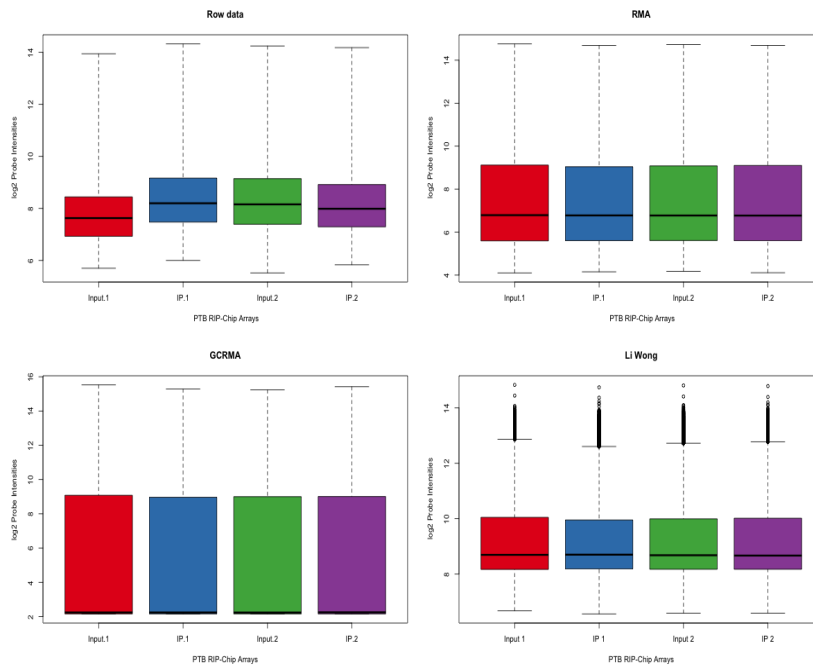 Row data
log2 Probe Intensities
14
12
10
8
6
Input.1
IP.1
Input.2
IP.2
PTB RIP-Chip Arrays
RMA
log2 Probe Intensities
14
12
10
8
6
4
Input.1
IP.1
Input.2
IP.2
PTB RIP-Chip Arrays
GCRMA
log2 Probe Intensities
16
14
12
10
8
6
4
2
Input.1
IP.1
Input.2
IP.2
PTB RIP-Chip Arrays
Li Wong
log2 Probe Intensities
14
12
10
8
Input 1
IP 1
Input 2
IP 2
PTB RIP-Chip Arrays